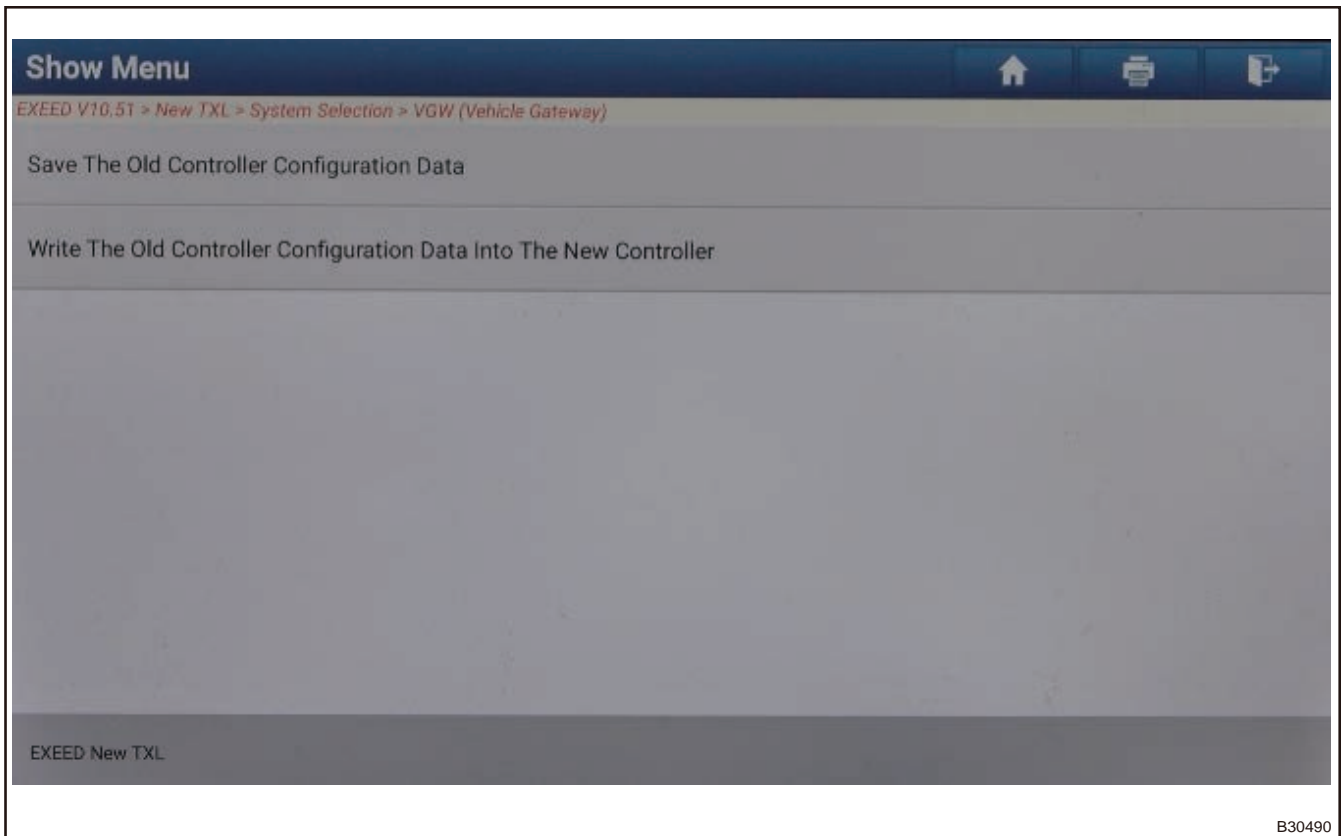 Show Menu
EXEED V10.51 > New TXL > System Selection > VGW (Vehicle Gateway)
Save The Old Controller Configuration Data
Write The Old Controller Configuration Data Into The New Controller
EXEED New TXL
B30490